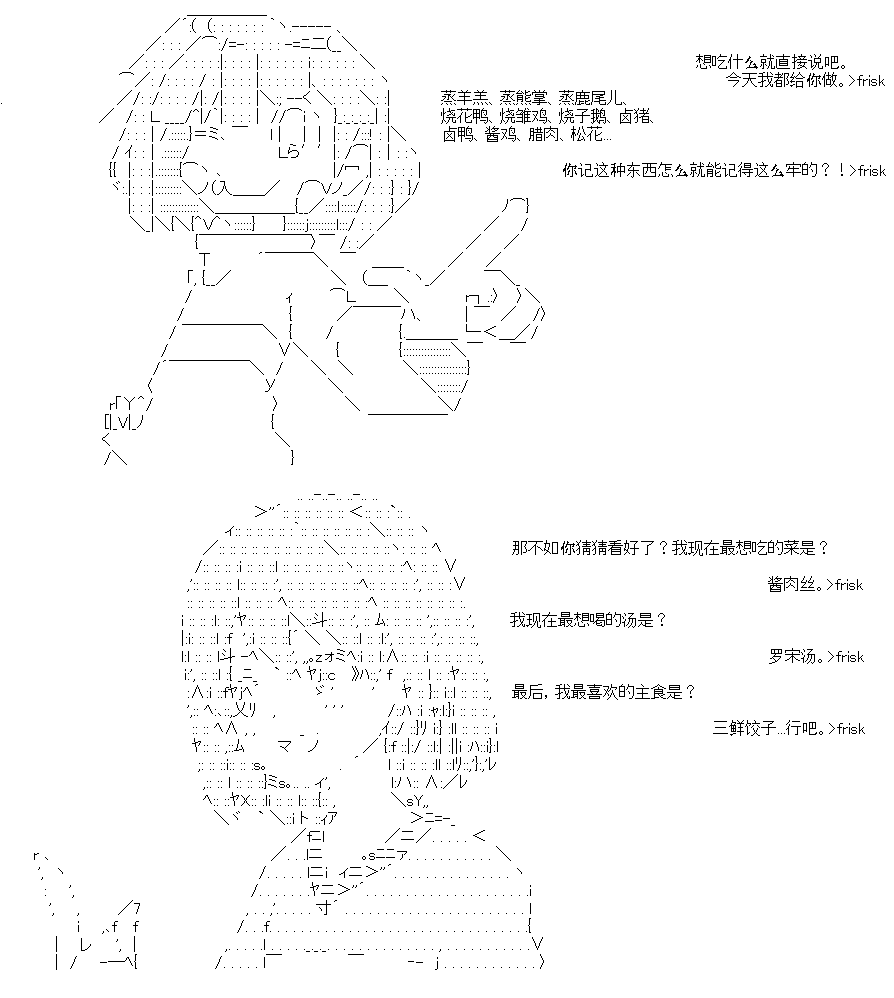 想吃什么就直接说吧。
今天我都给你做。>frisk
蒸羊羔、蒸熊掌、蒸鹿尾儿、
烧花鸭、烧雏鸡、烧子鹅、卤猪、
卤鸭、酱鸡、腊肉、松花...
你记这种东西怎么就能记得这么牢的？！>frisk
那不如你猜猜看好了？我现在最想吃的菜是？
酱肉丝。>frisk
我现在最想喝的汤是？
罗宋汤。>frisk
最后，我最喜欢的主食是？
三鲜饺子...行吧。>frisk